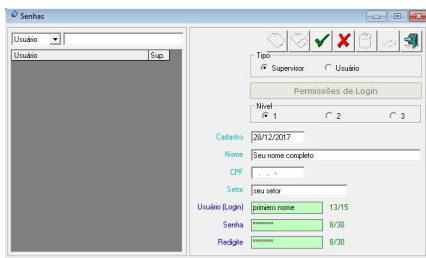 Senhas
Usuário
Usuário Sup.
Tipo
Supervisor Usuário
Permissões de Login
Nível
1 2 3
Cadastro 28/12/2017
Nome Seu nome completo
CPF . . -
Setor seu setor
Usuário (Login) primiero nome 13/15
Senha ******** 8/30
Redigite ******** 8/30